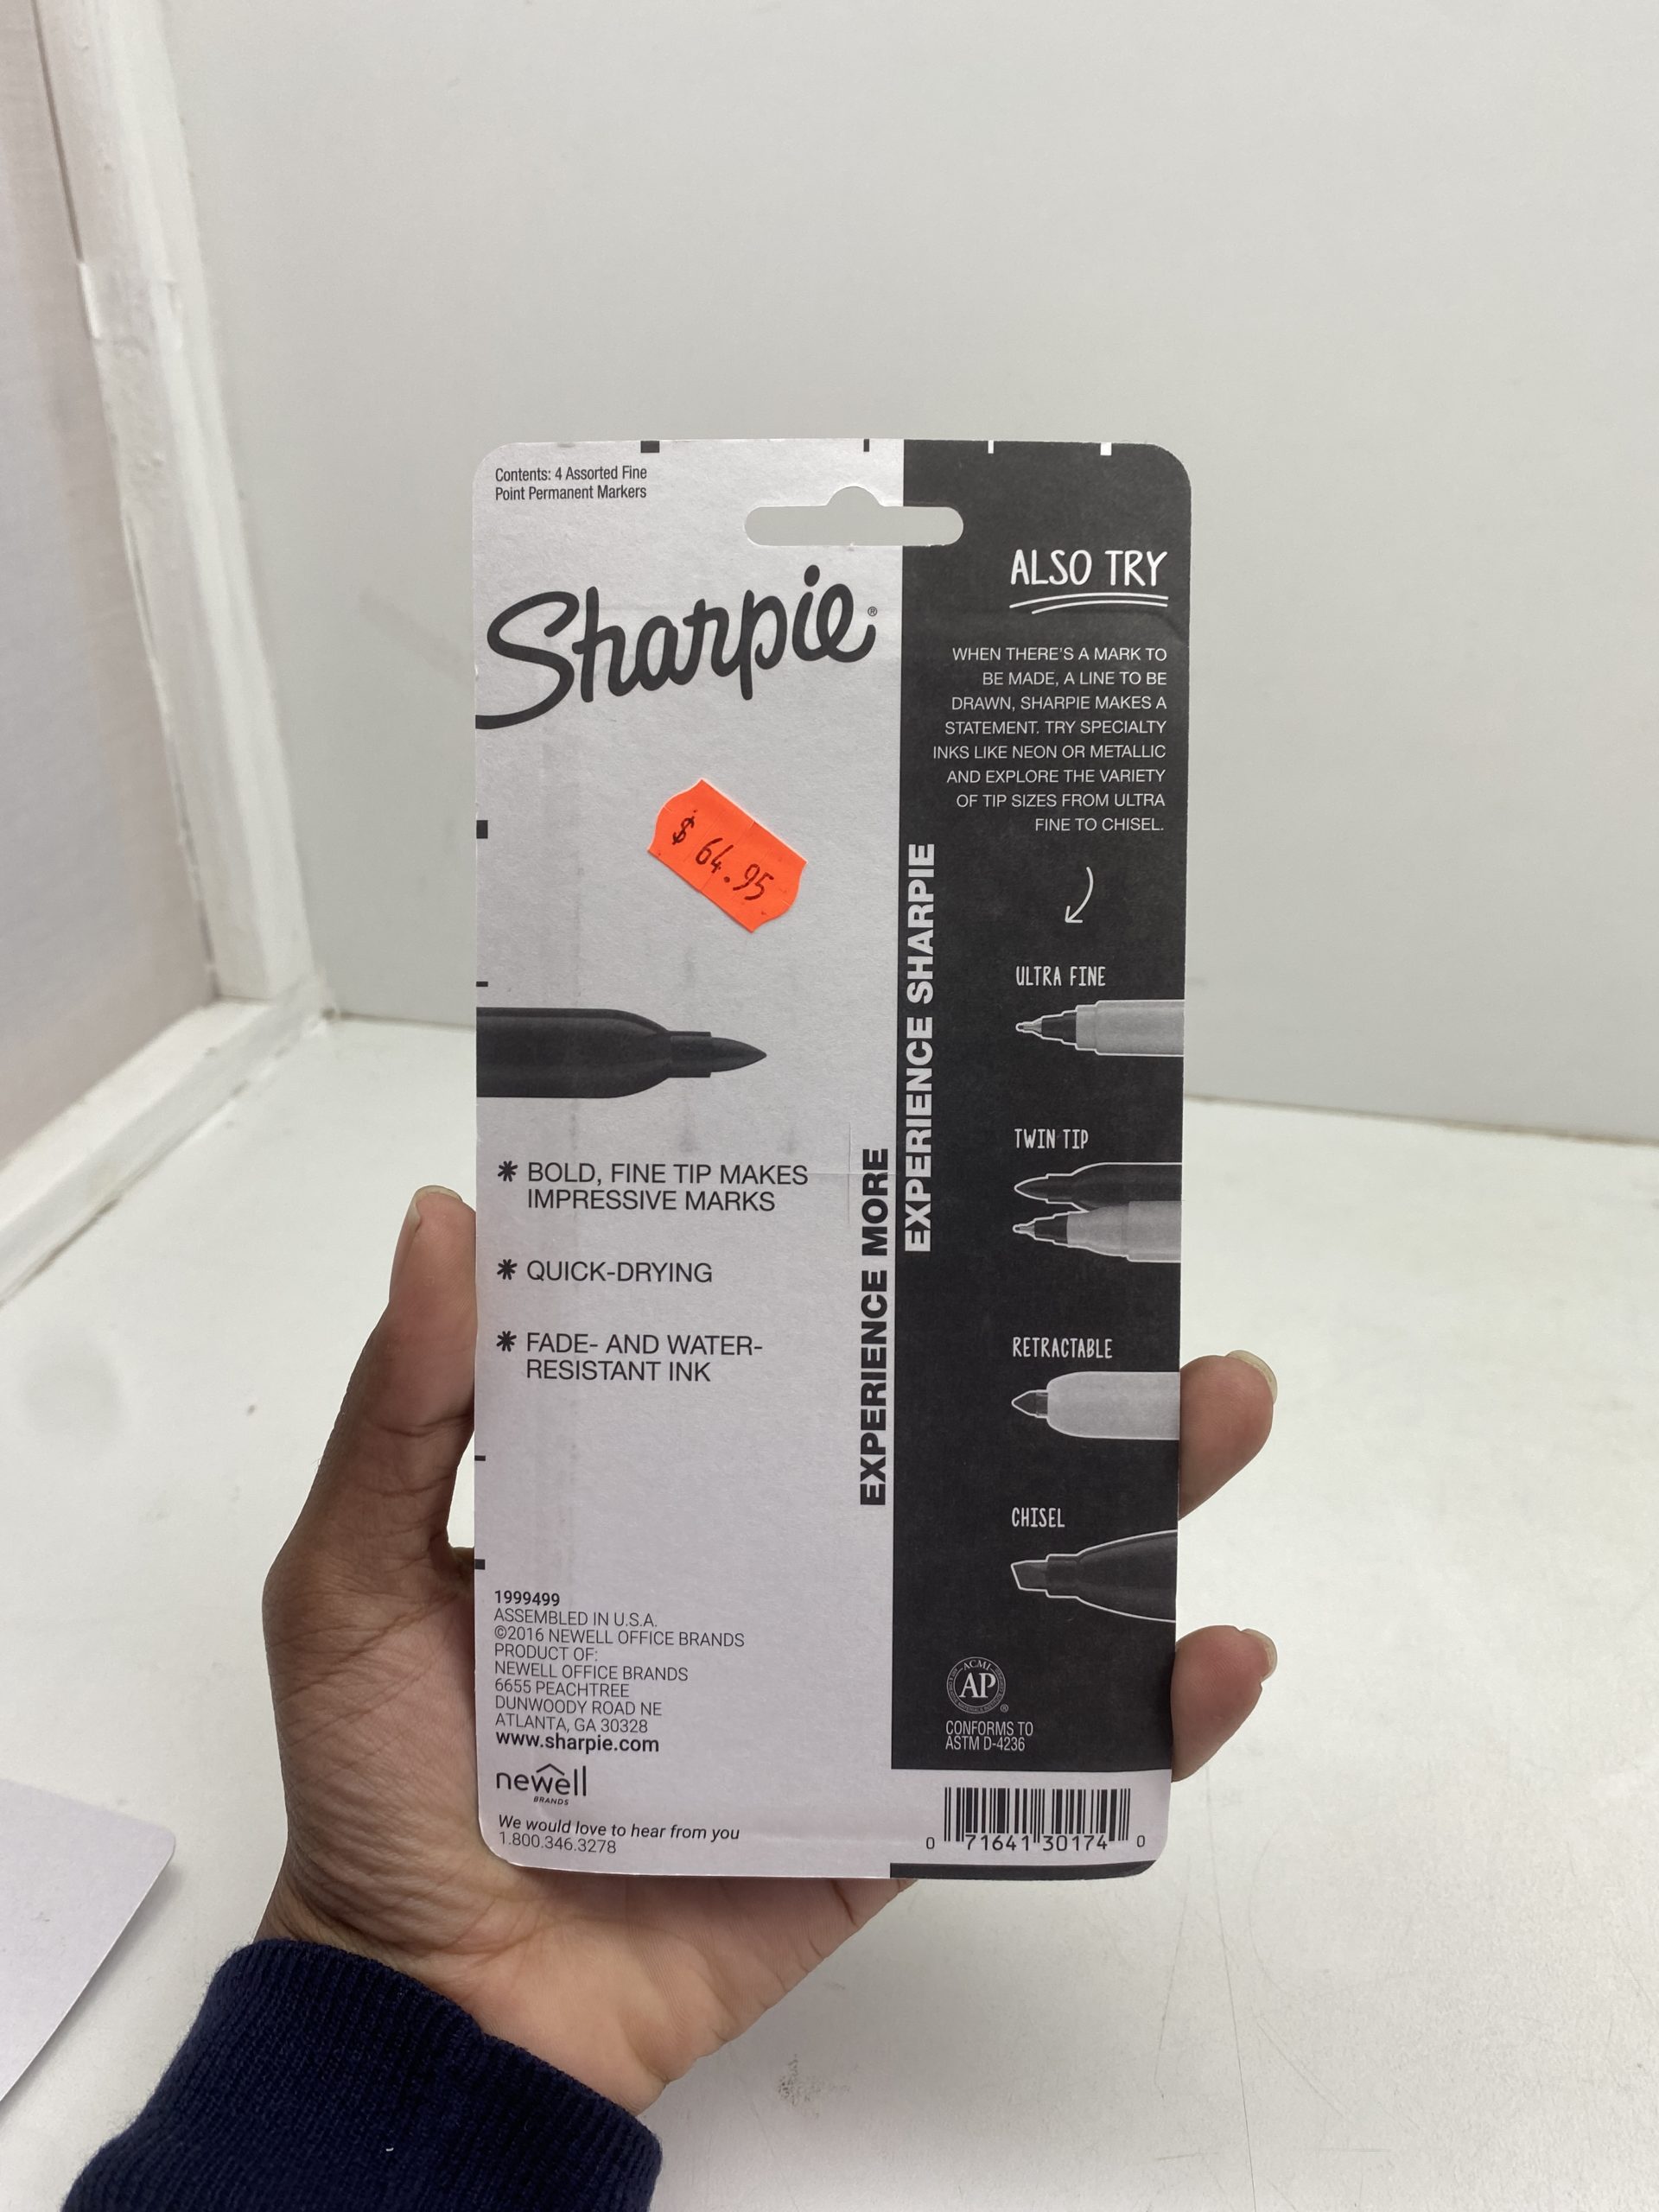 Contents: 4 Assorted Fine
Point Permanent Markers
Sharpie®
$ 64.95
* BOLD, FINE TIP MAKES
IMPRESSIVE MARKS
* QUICK-DRYING
* FADE- AND WATER-
RESISTANT INK
1999499
ASSEMBLED IN U.S.A.
©2016 NEWELL OFFICE BRANDS
PRODUCT OF:
NEWELL OFFICE BRANDS
6655 PEACHTREE
DUNWOODY ROAD NE
ATLANTA, GA 30328
www.sharpie.com
newell
BRANDS
We would love to hear from you
1.800.346.3278
EXPERIENCE MORE
EXPERIENCE SHARPIE
ALSO TRY
WHEN THERE'S A MARK TO
BE MADE, A LINE TO BE
DRAWN, SHARPIE MAKES A
STATEMENT. TRY SPECIALTY
INKS LIKE NEON OR METALLIC
AND EXPLORE THE VARIETY
OF TIP SIZES FROM ULTRA
FINE TO CHISEL.
ULTRA FINE
TWIN TIP
RETRACTABLE
CHISEL
ACMI
AP
®
CONFORMS TO
ASTM D-4236
0 71641 30174 0